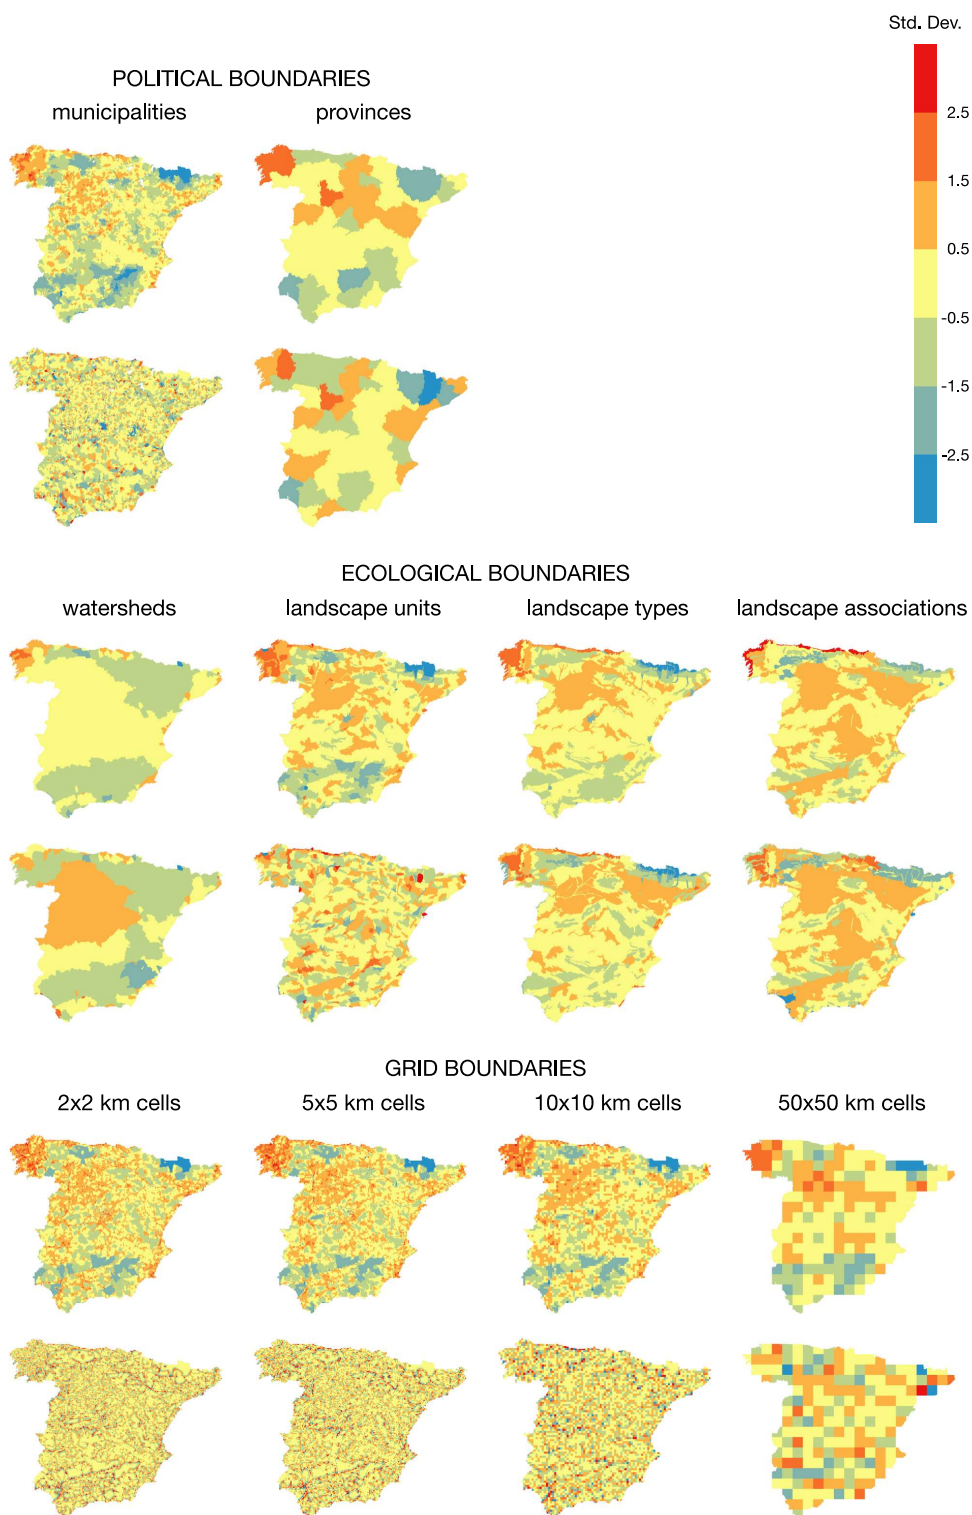 Std. Dev.
2.5
1.5
0.5
-0.5
-1.5
-2.5
POLITICAL BOUNDARIES
municipalities provinces
ECOLOGICAL BOUNDARIES
watersheds landscape units landscape types landscape associations
GRID BOUNDARIES
2x2 km cells 5x5 km cells 10x10 km cells 50x50 km cells